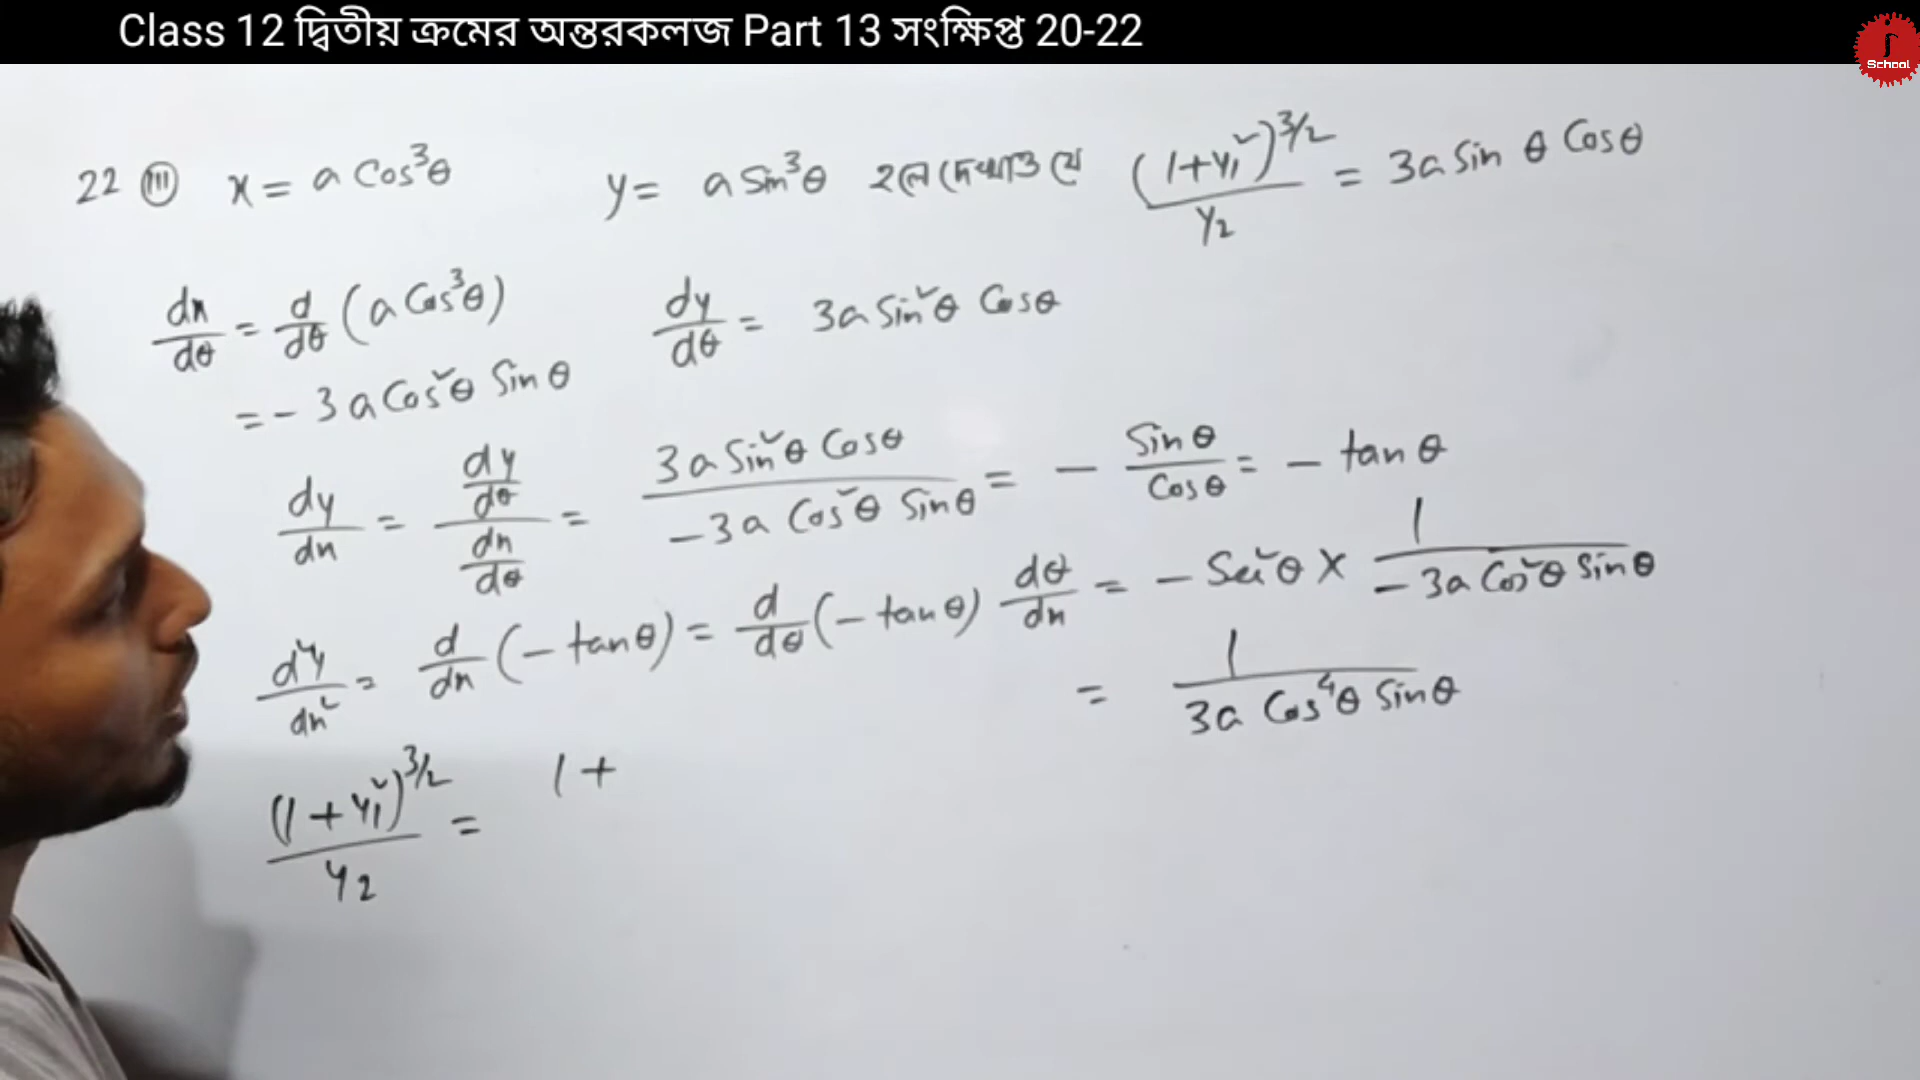 Class 12 দ্বিতীয় ক্রমের অন্তরকলজ Part 13 সংক্ষিপ্ত 20-22
ʃ School
22 (iii) x = a Cos³θ y = a Sin³θ হলে দেখাও যে (1+y₁²)^3/2 / y₂ = 3a Sin θ Cosθ
dx/dθ = d/dθ (a Cos³θ) dy/dθ = 3a Sin²θ Cosθ
= - 3a Cos²θ Sin θ
dy/dx = dy/dθ / dx/dθ = 3a Sin²θ Cosθ / -3a Cos²θ Sinθ = - Sinθ / Cosθ = - tan θ
d²y/dx² = d/dx (- tanθ) = d/dθ (- tanθ) dθ/dx = - Sec²θ × 1 / -3a Cos²θ Sinθ
= 1 / 3a Cos⁴θ Sinθ
(1+y₁²)^3/2 / y₂ = 1 +